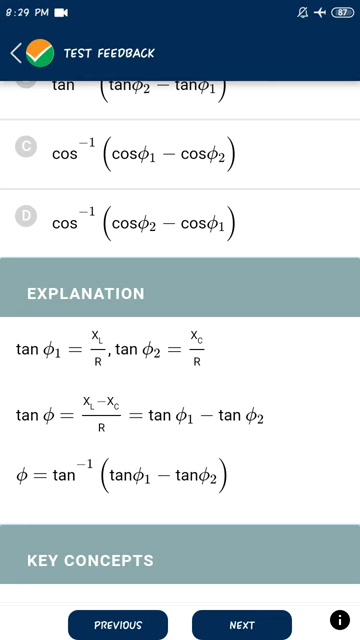 8:29 PM 87
TEST FEEDBACK
tan (tanϕ₂ − tanϕ₁)
C cos⁻¹ (cosϕ₁ − cosϕ₂)
D cos⁻¹ (cosϕ₂ − cosϕ₁)
EXPLANATION
tan ϕ₁ = X_L/R, tan ϕ₂ = X_C/R
tan ϕ = (X_L−X_C)/R = tan ϕ₁ − tan ϕ₂
ϕ = tan⁻¹ (tanϕ₁ − tanϕ₂)
KEY CONCEPTS
PREVIOUS NEXT